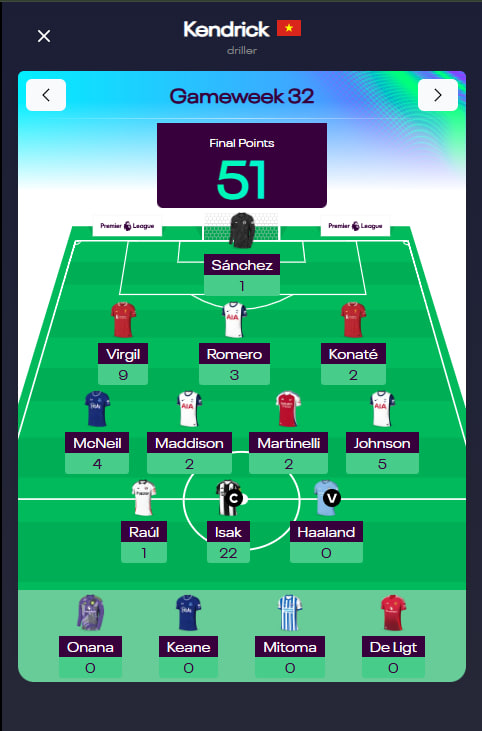 Kendrick
driller
Gameweek 32
Final Points
51
Premier League Premier League
Sánchez
1
Virgil Romero Konaté
9 3 2
McNeil Maddison Martinelli Johnson
4 2 2 5
C V
Raúl Isak Haaland
1 22 0
Onana Keane Mitoma De Ligt
0 0 0 0